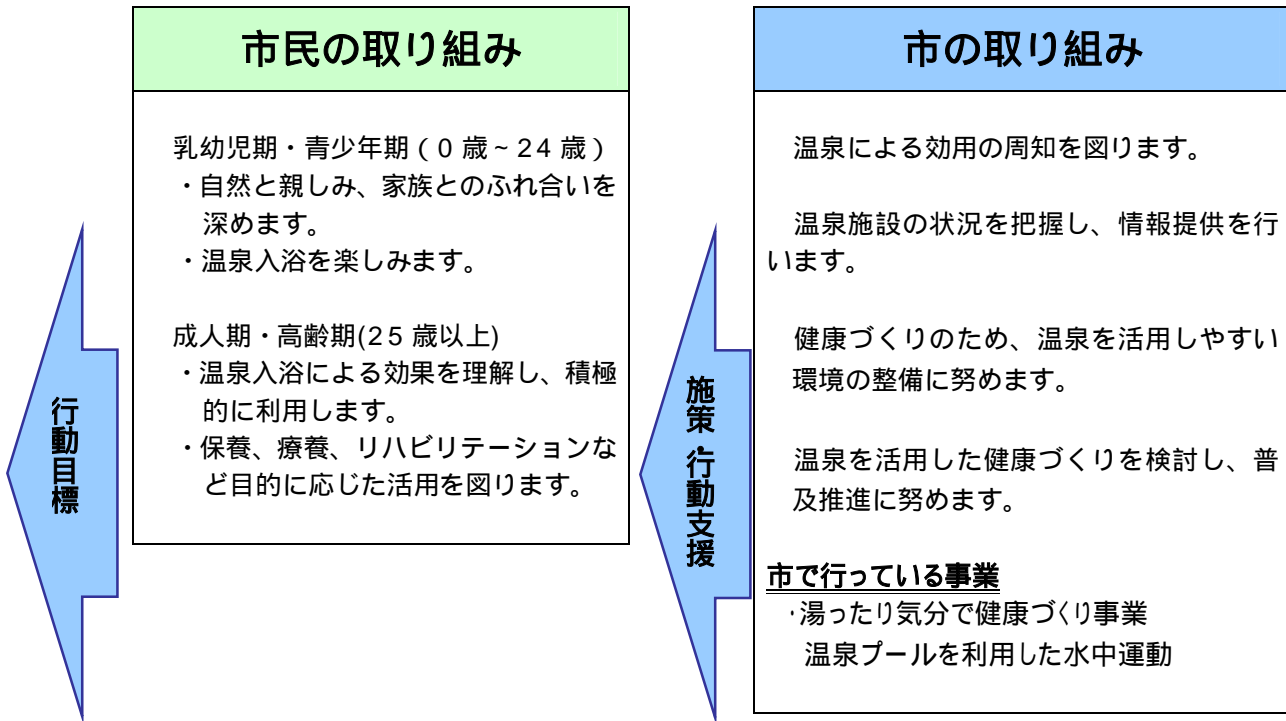 市民の取り組み
乳幼児期・青少年期（０歳～２４歳）
・自然と親しみ、家族とのふれ合いを
深めます。
・温泉入浴を楽しみます。
成人期・高齢期(２５歳以上)
・温泉入浴による効果を理解し、積極
的に利用します。
・保養、療養、リハビリテーションな
ど目的に応じた活用を図ります。
行動目標
市の取り組み
温泉による効用の周知を図ります。
温泉施設の状況を把握し、情報提供を行
います。
健康づくりのため、温泉を活用しやすい
環境の整備に努めます。
温泉を活用した健康づくりを検討し、普
及推進に努めます。
市で行っている事業
・湯ったり気分で健康づくり事業
温泉プールを利用した水中運動
施策・行動支援